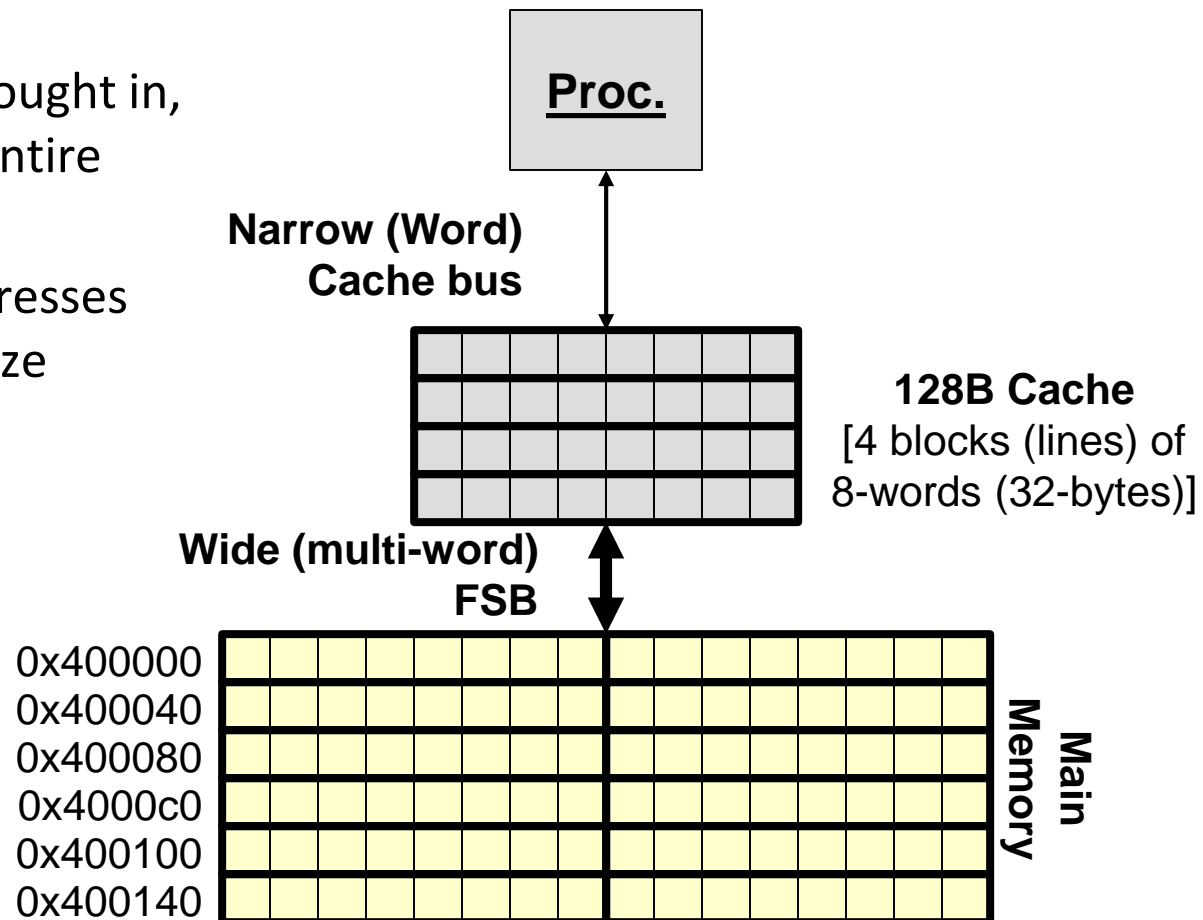 ought in,
ntire
resses
ze
Proc.
Narrow (Word)
Cache bus
128B Cache
[4 blocks (lines) of
8-words (32-bytes)]
Wide (multi-word)
FSB
0x400000
0x400040
0x400080
0x4000c0
0x400100
0x400140
Main
Memory